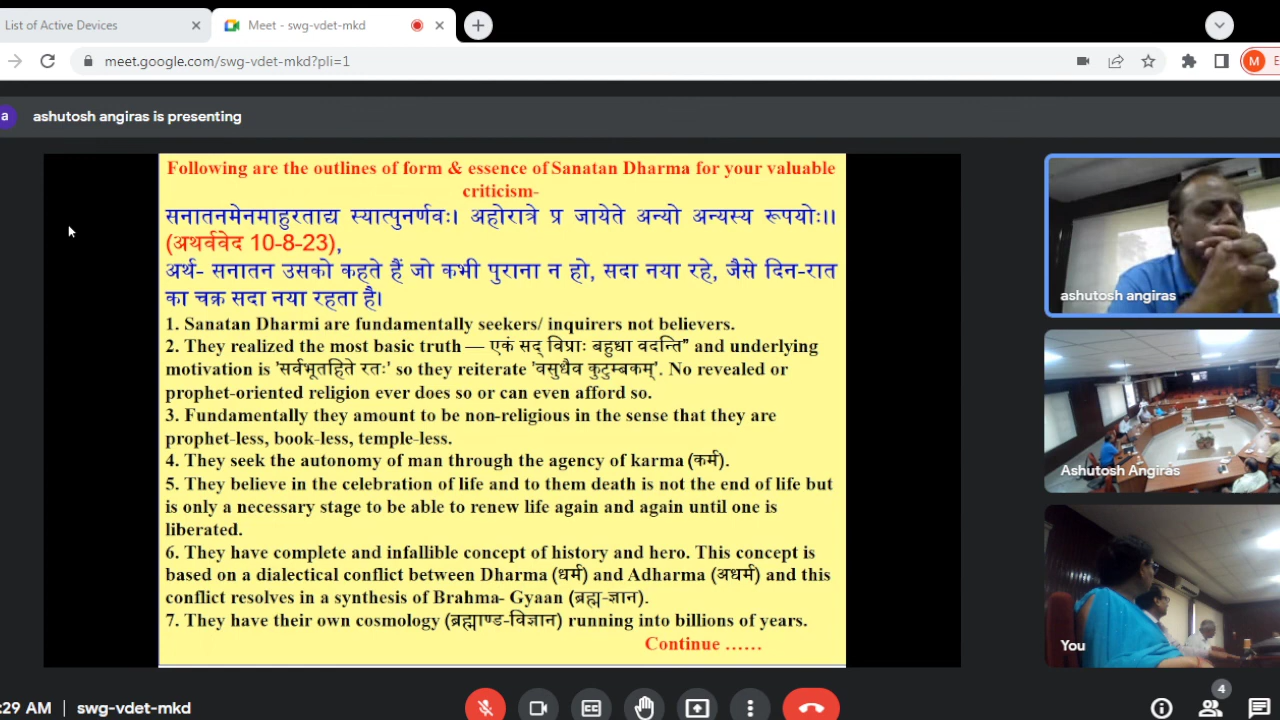 List of Active Devices
Meet - swg-vdet-mkd
meet.google.com/swg-vdet-mkd?pli=1
M
E
a
ashutosh angiras is presenting
Following are the outlines of form & essence of Sanatan Dharma for your valuable
criticism-
सनातनमेनमाहुरताद्य स्यात्पुनर्णवः। अहोरात्रे प्र जायेते अन्यो अन्यस्य रूपयोः।।
(अथर्ववेद 10-8-23),
अर्थ- सनातन उसको कहते हैं जो कभी पुराना न हो, सदा नया रहे, जैसे दिन-रात
का चक्र सदा नया रहता है।
1. Sanatan Dharmi are fundamentally seekers/ inquirers not believers.
2. They realized the most basic truth — एकं सद् विप्राः बहुधा वदन्ति” and underlying
motivation is 'सर्वभूतहिते रतः' so they reiterate 'वसुधैव कुटुम्बकम्'. No revealed or
prophet-oriented religion ever does so or can even afford so.
3. Fundamentally they amount to be non-religious in the sense that they are
prophet-less, book-less, temple-less.
4. They seek the autonomy of man through the agency of karma (कर्म).
5. They believe in the celebration of life and to them death is not the end of life but
is only a necessary stage to be able to renew life again and again until one is
liberated.
6. They have complete and infallible concept of history and hero. This concept is
based on a dialectical conflict between Dharma (धर्म) and Adharma (अधर्म) and this
conflict resolves in a synthesis of Brahma- Gyaan (ब्रह्म-ज्ञान).
7. They have their own cosmology (ब्रह्माण्ड-विज्ञान) running into billions of years.
Continue ……
ashutosh angiras
Ashutosh Angiras
You
:29 AM | swg-vdet-mkd
4